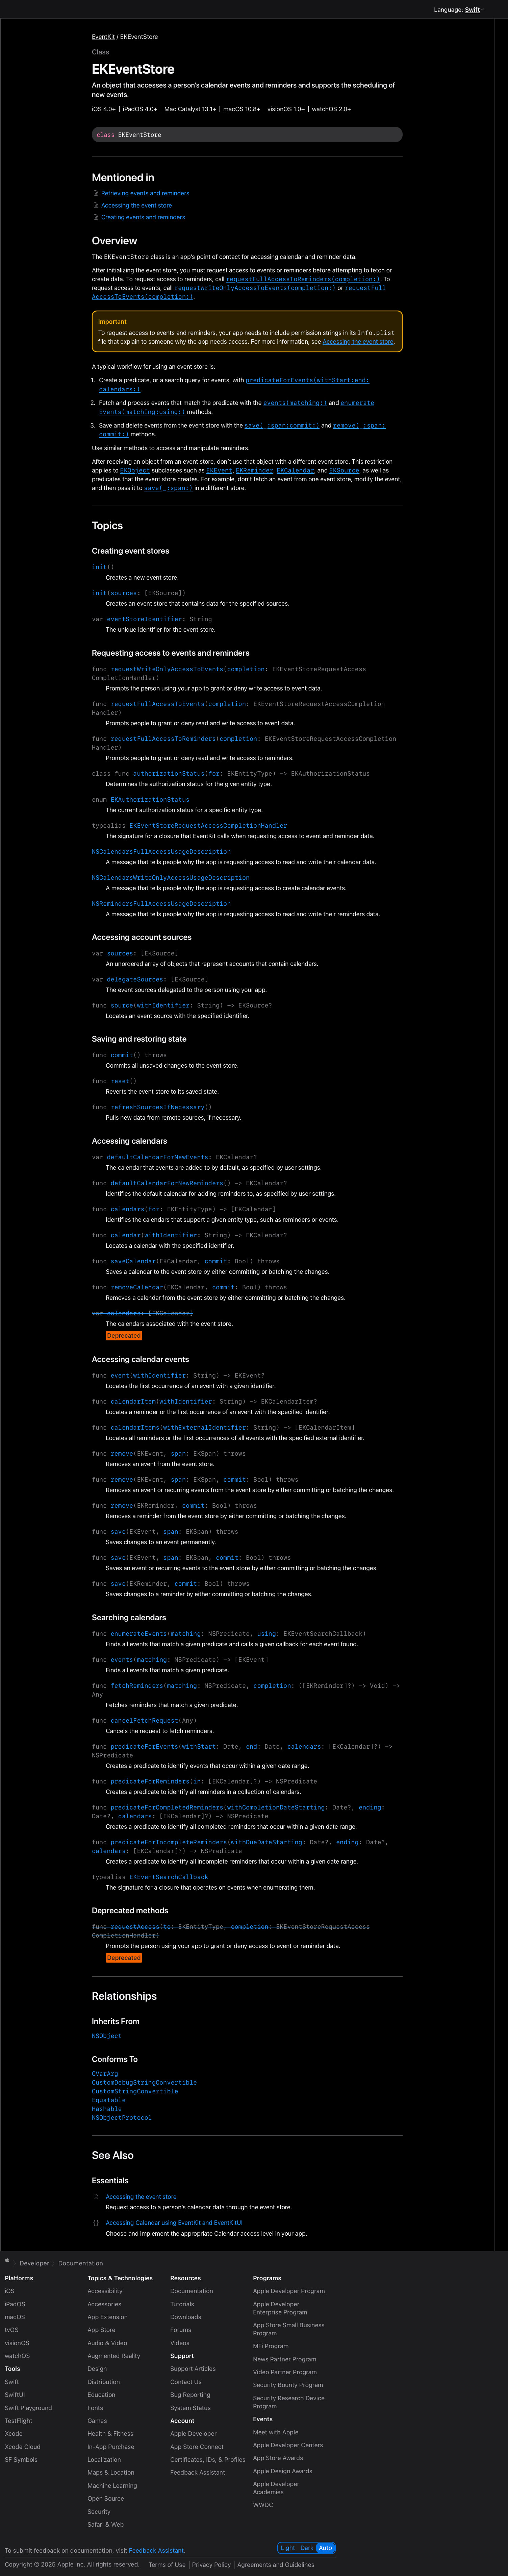 Language: Swift
EventKit / EKEventStore
Class
EKEventStore
An object that accesses a person's calendar events and reminders and supports the scheduling of
new events.
iOS 4.0+ | iPadOS 4.0+ | Mac Catalyst 13.1+ | macOS 10.8+ | visionOS 1.0+ | watchOS 2.0+
class EKEventStore
Mentioned in
Retrieving events and reminders
Accessing the event store
Creating events and reminders
Overview
The EKEventStore class is an app's point of contact for accessing calendar and reminder data.
After initializing the event store, you must request access to events or reminders before attempting to fetch or
create data. To request access to reminders, call requestFullAccessToReminders(completion:). To
request access to events, call requestWriteOnlyAccessToEvents(completion:) or requestFull
AccessToEvents(completion:).
Important
To request access to events and reminders, your app needs to include permission strings in its Info.plist
file that explain to someone why the app needs access. For more information, see Accessing the event store.
A typical workflow for using an event store is:
1. Create a predicate, or a search query for events, with predicateForEvents(withStart:end:
calendars:).
2. Fetch and process events that match the predicate with the events(matching:) and enumerate
Events(matching:using:) methods.
3. Save and delete events from the event store with the save(_:span:commit:) and remove(_:span:
commit:) methods.
Use similar methods to access and manipulate reminders.
After receiving an object from an event store, don't use that object with a different event store. This restriction
applies to EKObject subclasses such as EKEvent, EKReminder, EKCalendar, and EKSource, as well as
predicates that the event store creates. For example, don't fetch an event from one event store, modify the event,
and then pass it to save(_:span:) in a different store.
Topics
Creating event stores
init()
Creates a new event store.
init(sources: [EKSource])
Creates an event store that contains data for the specified sources.
var eventStoreIdentifier: String
The unique identifier for the event store.
Requesting access to events and reminders
func requestWriteOnlyAccessToEvents(completion: EKEventStoreRequestAccess
CompletionHandler)
Prompts the person using your app to grant or deny write access to event data.
func requestFullAccessToEvents(completion: EKEventStoreRequestAccessCompletion
Handler)
Prompts people to grant or deny read and write access to event data.
func requestFullAccessToReminders(completion: EKEventStoreRequestAccessCompletion
Handler)
Prompts people to grant or deny read and write access to reminders.
class func authorizationStatus(for: EKEntityType) -> EKAuthorizationStatus
Determines the authorization status for the given entity type.
enum EKAuthorizationStatus
The current authorization status for a specific entity type.
typealias EKEventStoreRequestAccessCompletionHandler
The signature for a closure that EventKit calls when requesting access to event and reminder data.
NSCalendarsFullAccessUsageDescription
A message that tells people why the app is requesting access to read and write their calendar data.
NSCalendarsWriteOnlyAccessUsageDescription
A message that tells people why the app is requesting access to create calendar events.
NSRemindersFullAccessUsageDescription
A message that tells people why the app is requesting access to read and write their reminders data.
Accessing account sources
var sources: [EKSource]
An unordered array of objects that represent accounts that contain calendars.
var delegateSources: [EKSource]
The event sources delegated to the person using your app.
func source(withIdentifier: String) -> EKSource?
Locates an event source with the specified identifier.
Saving and restoring state
func commit() throws
Commits all unsaved changes to the event store.
func reset()
Reverts the event store to its saved state.
func refreshSourcesIfNecessary()
Pulls new data from remote sources, if necessary.
Accessing calendars
var defaultCalendarForNewEvents: EKCalendar?
The calendar that events are added to by default, as specified by user settings.
func defaultCalendarForNewReminders() -> EKCalendar?
Identifies the default calendar for adding reminders to, as specified by user settings.
func calendars(for: EKEntityType) -> [EKCalendar]
Identifies the calendars that support a given entity type, such as reminders or events.
func calendar(withIdentifier: String) -> EKCalendar?
Locates a calendar with the specified identifier.
func saveCalendar(EKCalendar, commit: Bool) throws
Saves a calendar to the event store by either committing or batching the changes.
func removeCalendar(EKCalendar, commit: Bool) throws
Removes a calendar from the event store by either committing or batching the changes.
var calendars: [EKCalendar]
The calendars associated with the event store.
Deprecated
Accessing calendar events
func event(withIdentifier: String) -> EKEvent?
Locates the first occurrence of an event with a given identifier.
func calendarItem(withIdentifier: String) -> EKCalendarItem?
Locates a reminder or the first occurrence of an event with the specified identifier.
func calendarItems(withExternalIdentifier: String) -> [EKCalendarItem]
Locates all reminders or the first occurrences of all events with the specified external identifier.
func remove(EKEvent, span: EKSpan) throws
Removes an event from the event store.
func remove(EKEvent, span: EKSpan, commit: Bool) throws
Removes an event or recurring events from the event store by either committing or batching the changes.
func remove(EKReminder, commit: Bool) throws
Removes a reminder from the event store by either committing or batching the changes.
func save(EKEvent, span: EKSpan) throws
Saves changes to an event permanently.
func save(EKEvent, span: EKSpan, commit: Bool) throws
Saves an event or recurring events to the event store by either committing or batching the changes.
func save(EKReminder, commit: Bool) throws
Saves changes to a reminder by either committing or batching the changes.
Searching calendars
func enumerateEvents(matching: NSPredicate, using: EKEventSearchCallback)
Finds all events that match a given predicate and calls a given callback for each event found.
func events(matching: NSPredicate) -> [EKEvent]
Finds all events that match a given predicate.
func fetchReminders(matching: NSPredicate, completion: ([EKReminder]?) -> Void) ->
Any
Fetches reminders that match a given predicate.
func cancelFetchRequest(Any)
Cancels the request to fetch reminders.
func predicateForEvents(withStart: Date, end: Date, calendars: [EKCalendar]?) ->
NSPredicate
Creates a predicate to identify events that occur within a given date range.
func predicateForReminders(in: [EKCalendar]?) -> NSPredicate
Creates a predicate to identify all reminders in a collection of calendars.
func predicateForCompletedReminders(withCompletionDateStarting: Date?, ending:
Date?, calendars: [EKCalendar]?) -> NSPredicate
Creates a predicate to identify all completed reminders that occur within a given date range.
func predicateForIncompleteReminders(withDueDateStarting: Date?, ending: Date?,
calendars: [EKCalendar]?) -> NSPredicate
Creates a predicate to identify all incomplete reminders that occur within a given date range.
typealias EKEventSearchCallback
The signature for a closure that operates on events when enumerating them.
Deprecated methods
func requestAccess(to: EKEntityType, completion: EKEventStoreRequestAccess
CompletionHandler)
Prompts the person using your app to grant or deny access to event or reminder data.
Deprecated
Relationships
Inherits From
NSObject
Conforms To
CVarArg
CustomDebugStringConvertible
CustomStringConvertible
Equatable
Hashable
NSObjectProtocol
See Also
Essentials
Accessing the event store
Request access to a person's calendar data through the event store.
{} Accessing Calendar using EventKit and EventKitUI
Choose and implement the appropriate Calendar access level in your app.
Developer Documentation
Platforms
iOS
iPadOS
macOS
tvOS
visionOS
watchOS
Tools
Swift
SwiftUI
Swift Playground
TestFlight
Xcode
Xcode Cloud
SF Symbols
Topics & Technologies
Accessibility
Accessories
App Extension
App Store
Audio & Video
Augmented Reality
Design
Distribution
Education
Fonts
Games
Health & Fitness
In-App Purchase
Localization
Maps & Location
Machine Learning
Open Source
Security
Safari & Web
Resources
Documentation
Tutorials
Downloads
Forums
Videos
Support
Support Articles
Contact Us
Bug Reporting
System Status
Account
Apple Developer
App Store Connect
Certificates, IDs, & Profiles
Feedback Assistant
Programs
Apple Developer Program
Apple Developer
Enterprise Program
App Store Small Business
Program
MFi Program
News Partner Program
Video Partner Program
Security Bounty Program
Security Research Device
Program
Events
Meet with Apple
Apple Developer Centers
App Store Awards
Apple Design Awards
Apple Developer
Academies
WWDC
To submit feedback on documentation, visit Feedback Assistant.
Light Dark Auto
Copyright © 2025 Apple Inc. All rights reserved. Terms of Use | Privacy Policy | Agreements and Guidelines